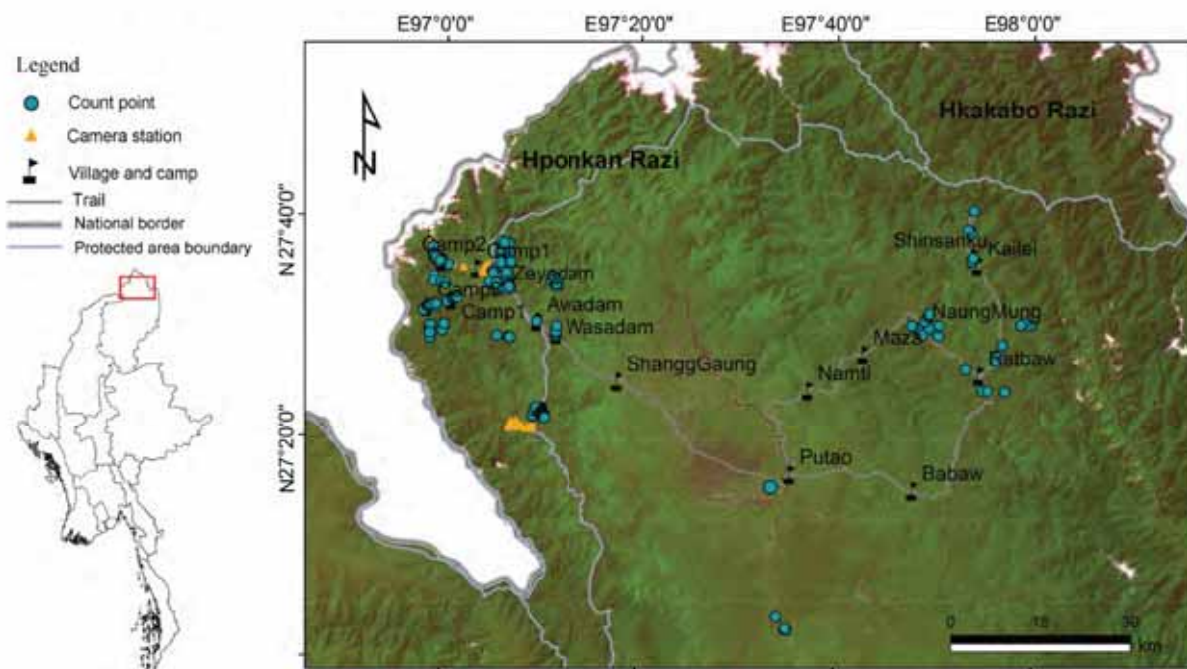 E97°0'0"
E97°20'0"
E97°40'0"
E98°0'0"
Legend
Count point
Camera station
Village and camp
Trail
National border
Protected area boundary
N
Hkakabo Razi
Hponkan Razi
N27°40'0"
N27°20'0"
Camp2
Camp1
Zeyadam
Camp1
Awadam
Wasadam
ShanggGaung
Shinsanku
Kailei
NaungMung
Maza
Ratbaw
Namti
Putao
Babaw
0
15
30
km